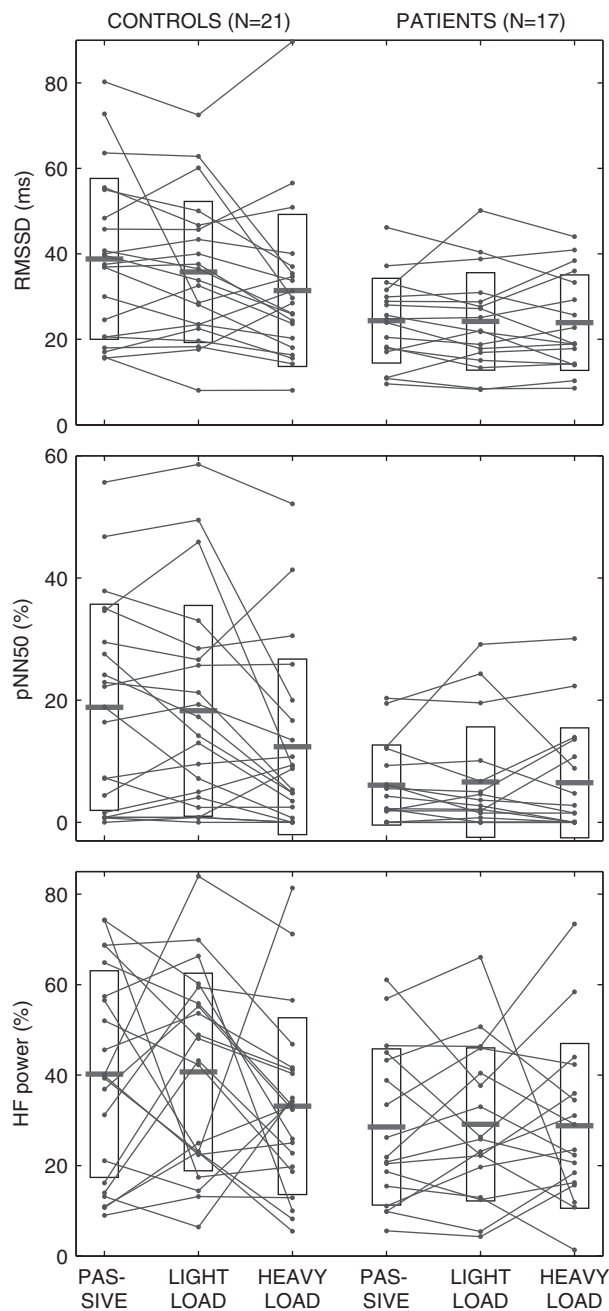 CONTROLS (N=21) PATIENTS (N=17)
80
60
40
20
0
RMSSD (ms)
60
40
20
0
pNN50 (%)
80
60
40
20
0
HF power (%)
PAS- LIGHT HEAVY PAS- LIGHT HEAVY
SIVE LOAD LOAD SIVE LOAD LOAD